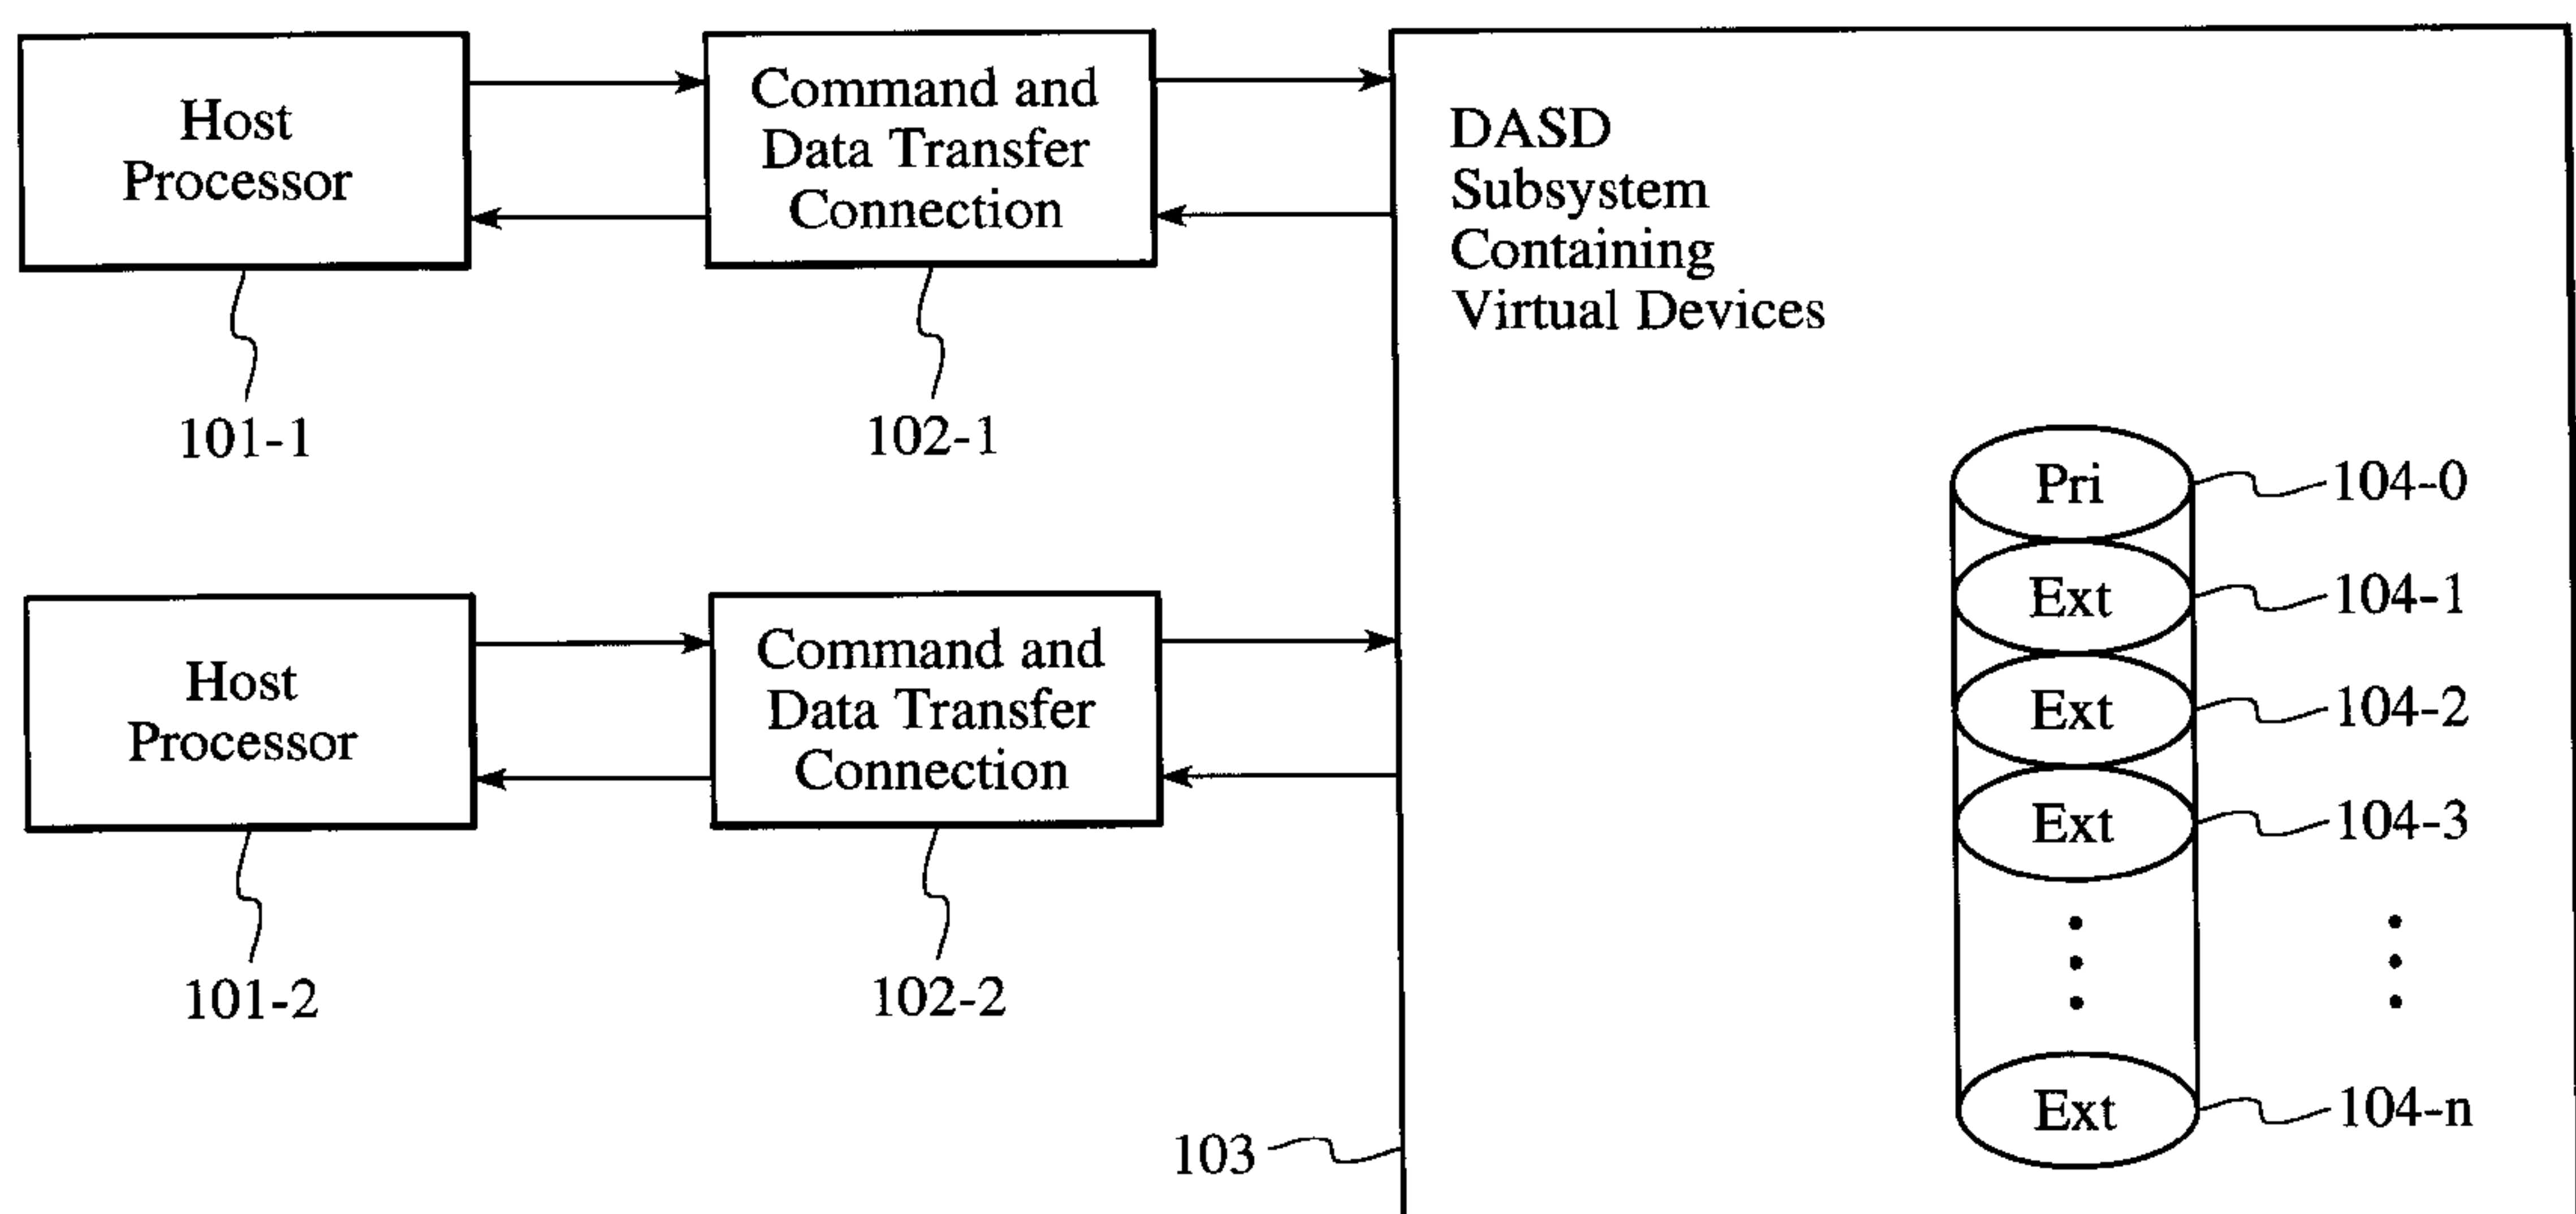 Host
Processor
101-1
Command and
Data Transfer
Connection
102-1
DASD
Subsystem
Containing
Virtual Devices
Host
Processor
101-2
Command and
Data Transfer
Connection
102-2
103
Pri
104-0
Ext
104-1
Ext
104-2
Ext
104-3
Ext
104-n